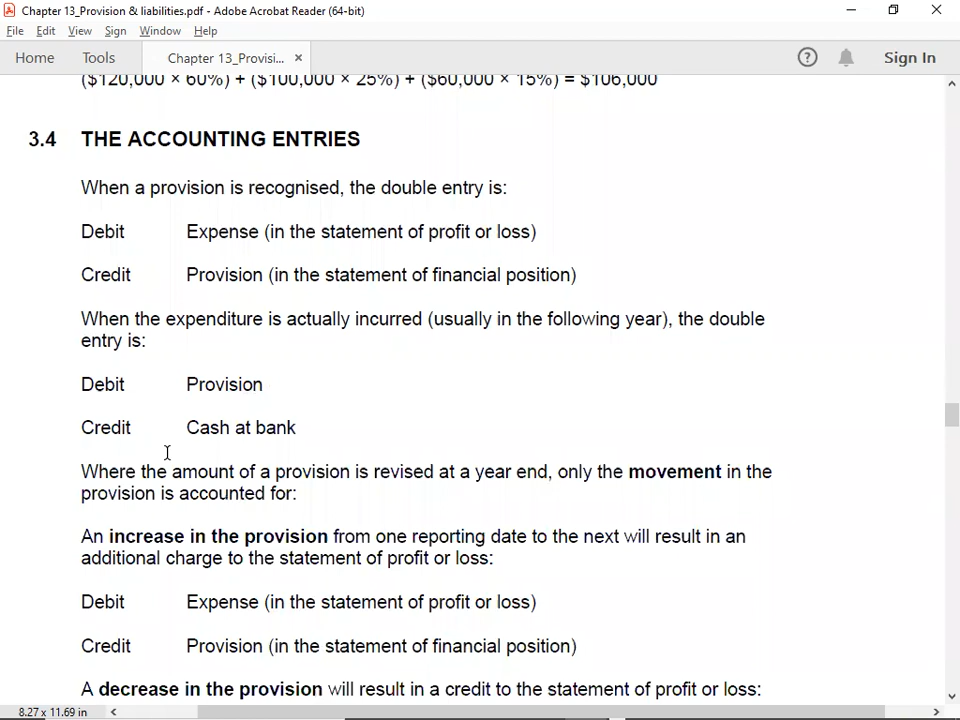 Chapter 13_Provision & liabilities.pdf - Adobe Acrobat Reader (64-bit)
File Edit View Sign Window Help
Home Tools Chapter 13_Provisi... × Sign In
($120,000 × 60%) + ($100,000 × 25%) + ($60,000 × 15%) = $106,000
3.4 THE ACCOUNTING ENTRIES
When a provision is recognised, the double entry is:
Debit Expense (in the statement of profit or loss)
Credit Provision (in the statement of financial position)
When the expenditure is actually incurred (usually in the following year), the double
entry is:
Debit Provision
Credit Cash at bank
Where the amount of a provision is revised at a year end, only the movement in the
provision is accounted for:
An increase in the provision from one reporting date to the next will result in an
additional charge to the statement of profit or loss:
Debit Expense (in the statement of profit or loss)
Credit Provision (in the statement of financial position)
A decrease in the provision will result in a credit to the statement of profit or loss:
8.27 x 11.69 in